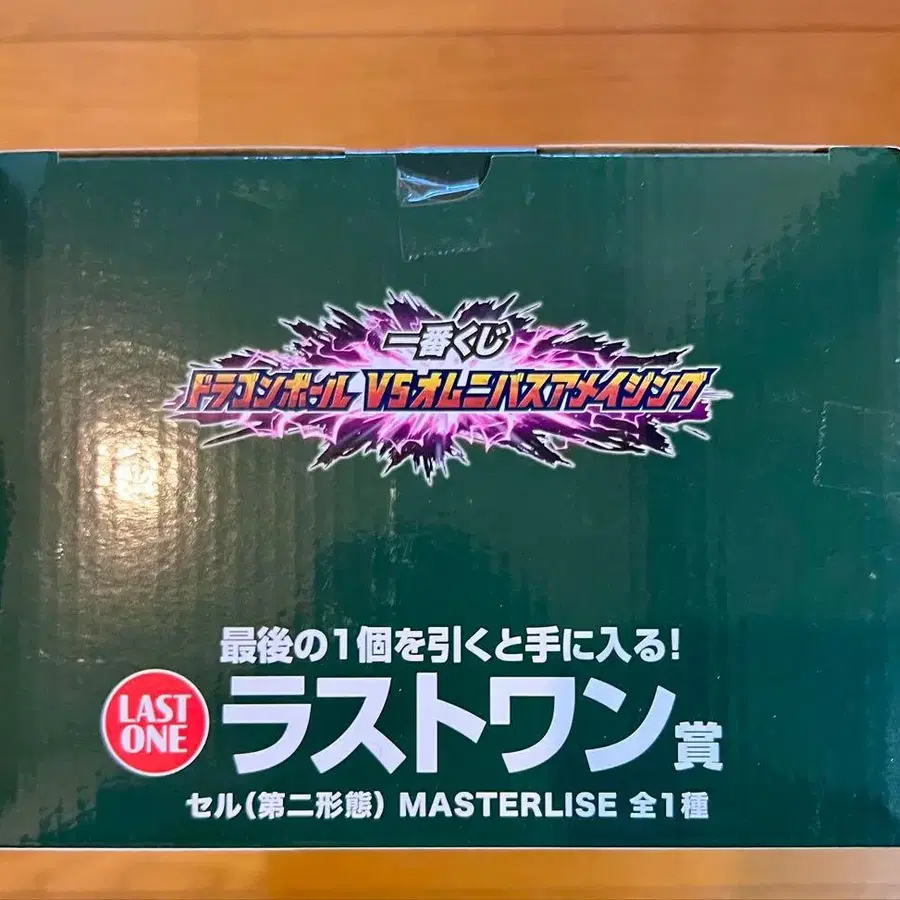 一番くじ
ドラゴンボール VSオムニバスアメイジング
最後の1個を引くと手に入る!
LAST
ONE
ラストワン賞
セル(第二形態) MASTERLISE 全1種